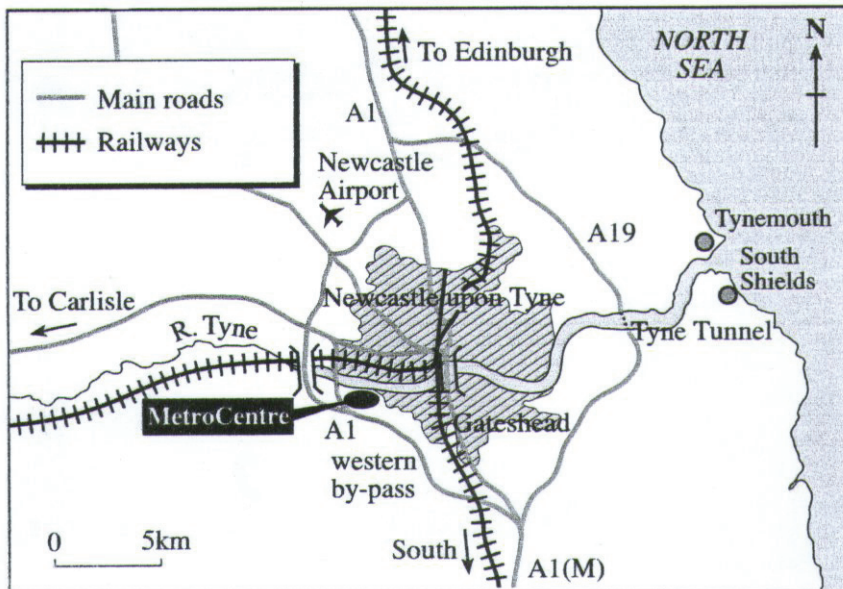 NORTH
SEA
N
To Edinburgh
Main roads
Railways
A1
Newcastle
Airport
Tynemouth
A19
South
Shields
To Carlisle
Newcastle upon Tyne
R. Tyne
Tyne Tunnel
MetroCentre
A1
western
by-pass
Gateshead
0 5km
South
A1(M)